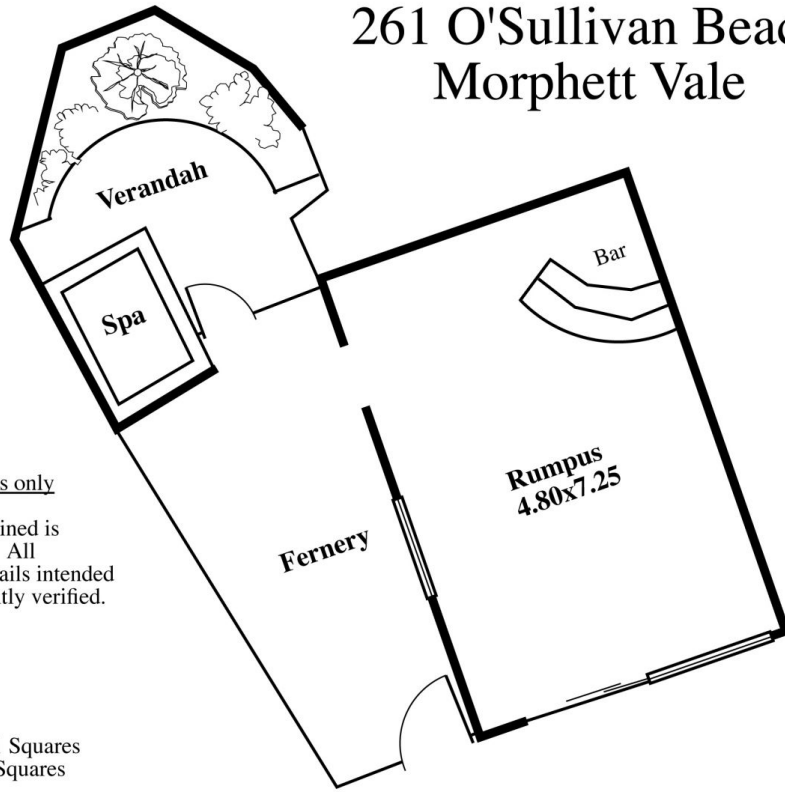 261 O'Sullivan Beac
Morphett Vale
Verandah
Bar
Spa
Rumpus
4.80x7.25
Fernery
s only
ined is
All
ails intended
tly verified.
Squares
Squares